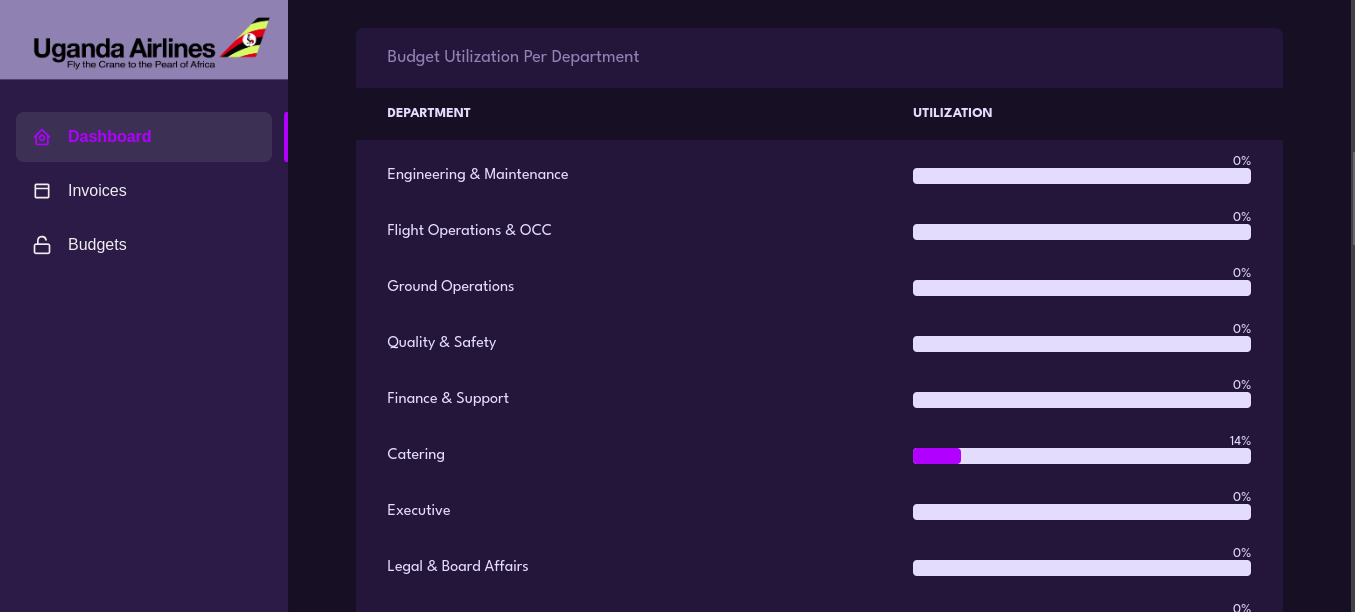 Uganda Airlines
Fly the Crane to the Pearl of Africa
Dashboard
Invoices
Budgets
Budget Utilization Per Department
DEPARTMENT UTILIZATION
Engineering & Maintenance 0%
Flight Operations & OCC 0%
Ground Operations 0%
Quality & Safety 0%
Finance & Support 0%
Catering 14%
Executive 0%
Legal & Board Affairs 0%
0%